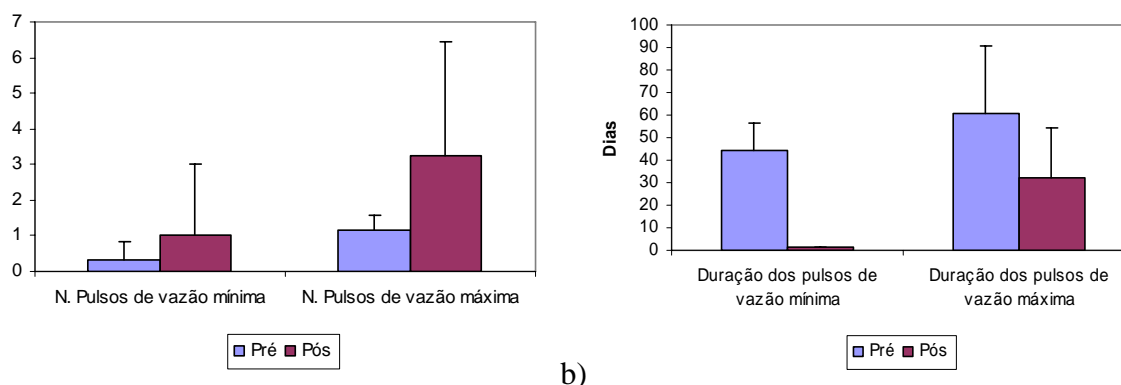 7
6
5
4
3
2
1
0
N. Pulsos de vazão mínima
N. Pulsos de vazão máxima
Pré Pós
b)
100
90
80
70
60
50
40
30
20
10
0
Dias
Duração dos pulsos de
vazão mínima
Duração dos pulsos de
vazão máxima
Pré Pós